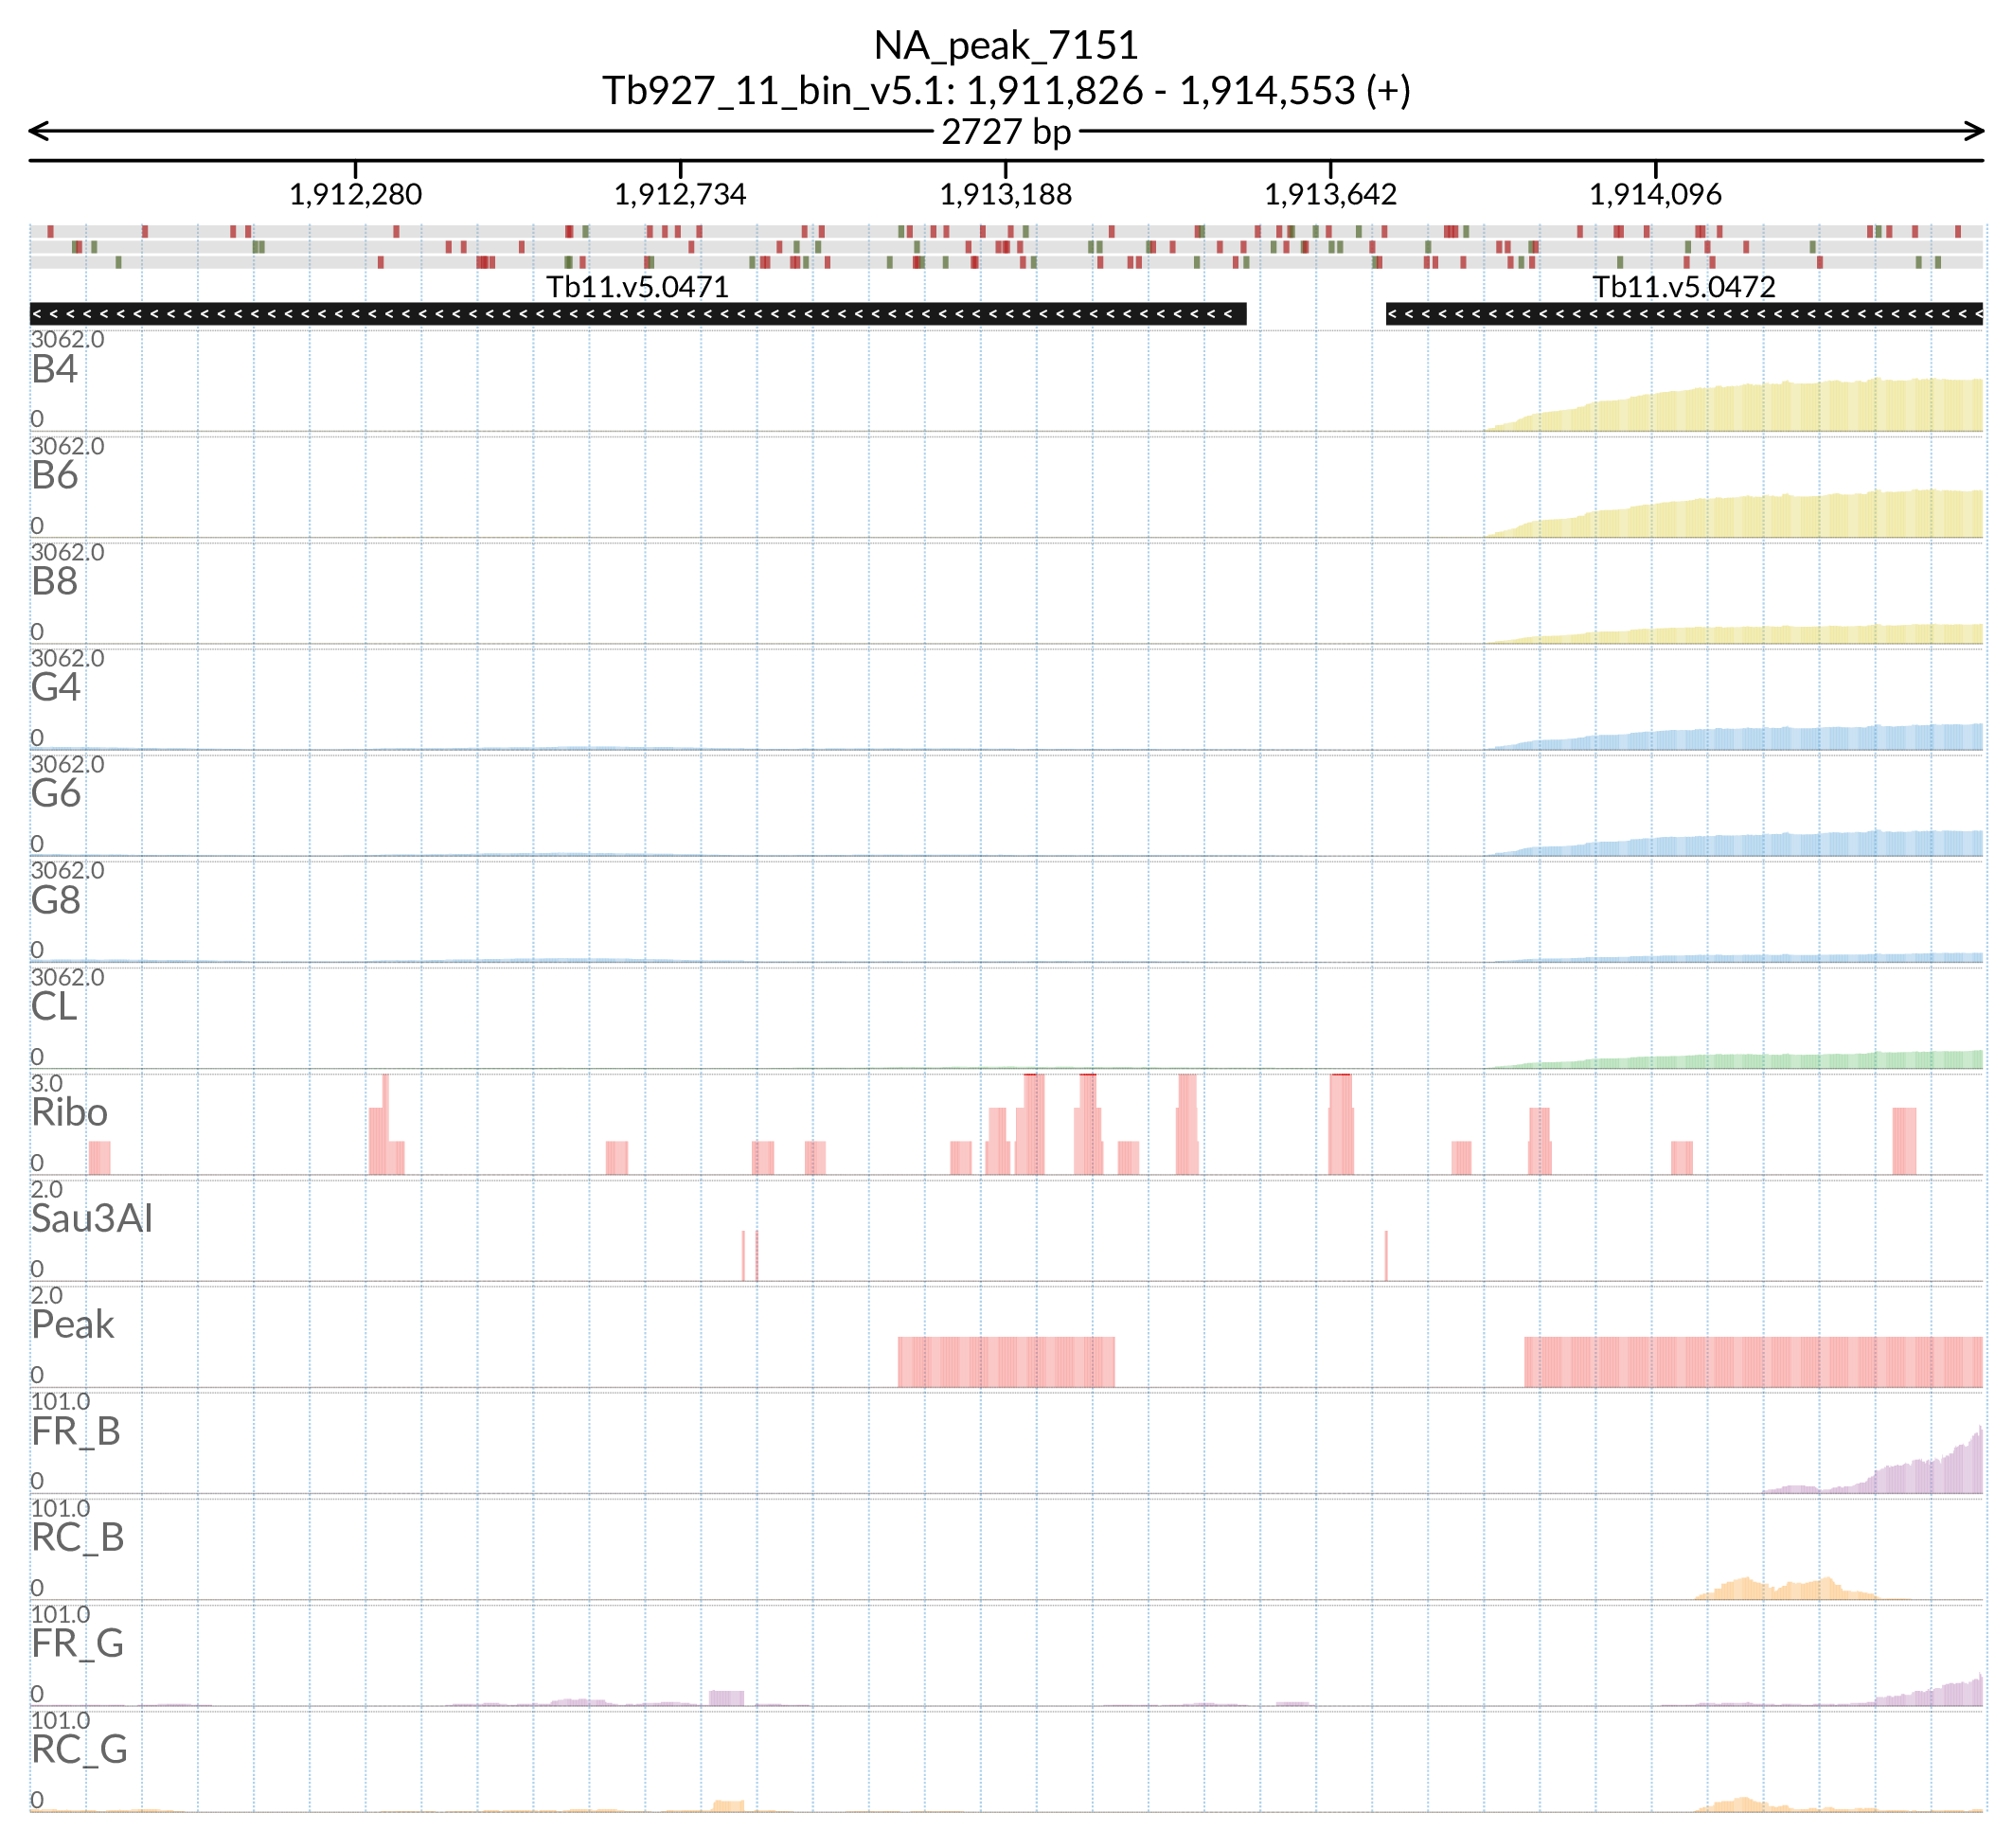 NA_peak_7151
Tb927_11_bin_v5.1: 1,911,826 - 1,914,553 (+)
2727 bp
1,912,280 1,912,734 1,913,188 1,913,642 1,914,096
Tb11.v5.0471 Tb11.v5.0472
3062.0
B4
0
3062.0
B6
0
3062.0
B8
0
3062.0
G4
0
3062.0
G6
0
3062.0
G8
0
3062.0
CL
0
3.0
Ribo
0
2.0
Sau3AI
0
2.0
Peak
0
101.0
FR_B
0
101.0
RC_B
0
101.0
FR_G
0
101.0
RC_G
0